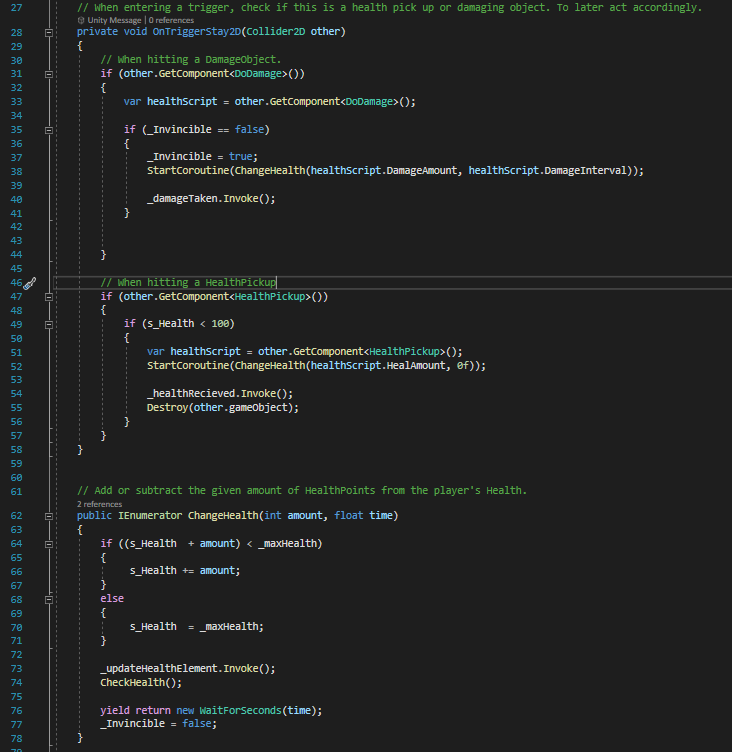 27 // When entering a trigger, check if this is a health pick up or damaging object. To later act accordingly.
Unity Message | 0 references
28 private void OnTriggerStay2D(Collider2D other)
29 {
30 // When hitting a DamageObject.
31 if (other.GetComponent<DoDamage>())
32 {
33 var healthScript = other.GetComponent<DoDamage>();
34
35 if (_Invincible == false)
36 {
37 _Invincible = true;
38 StartCoroutine(ChangeHealth(healthScript.DamageAmount, healthScript.DamageInterval));
39
40 _damageTaken.Invoke();
41 }
42
43
44 }
45
46 // When hitting a HealthPickup
47 if (other.GetComponent<HealthPickup>())
48 {
49 if (s_Health < 100)
50 {
51 var healthScript = other.GetComponent<HealthPickup>();
52 StartCoroutine(ChangeHealth(healthScript.HealAmount, 0f));
53
54 _healthRecieved.Invoke();
55 Destroy(other.gameObject);
56 }
57 }
58 }
59
60
61 // Add or subtract the given amount of HealthPoints from the player's Health.
2 references
62 public IEnumerator ChangeHealth(int amount, float time)
63 {
64 if ((s_Health + amount) < _maxHealth)
65 {
66 s_Health += amount;
67 }
68 else
69 {
70 s_Health = _maxHealth;
71 }
72
73 _updateHealthElement.Invoke();
74 CheckHealth();
75
76 yield return new WaitForSeconds(time);
77 _Invincible = false;
78 }